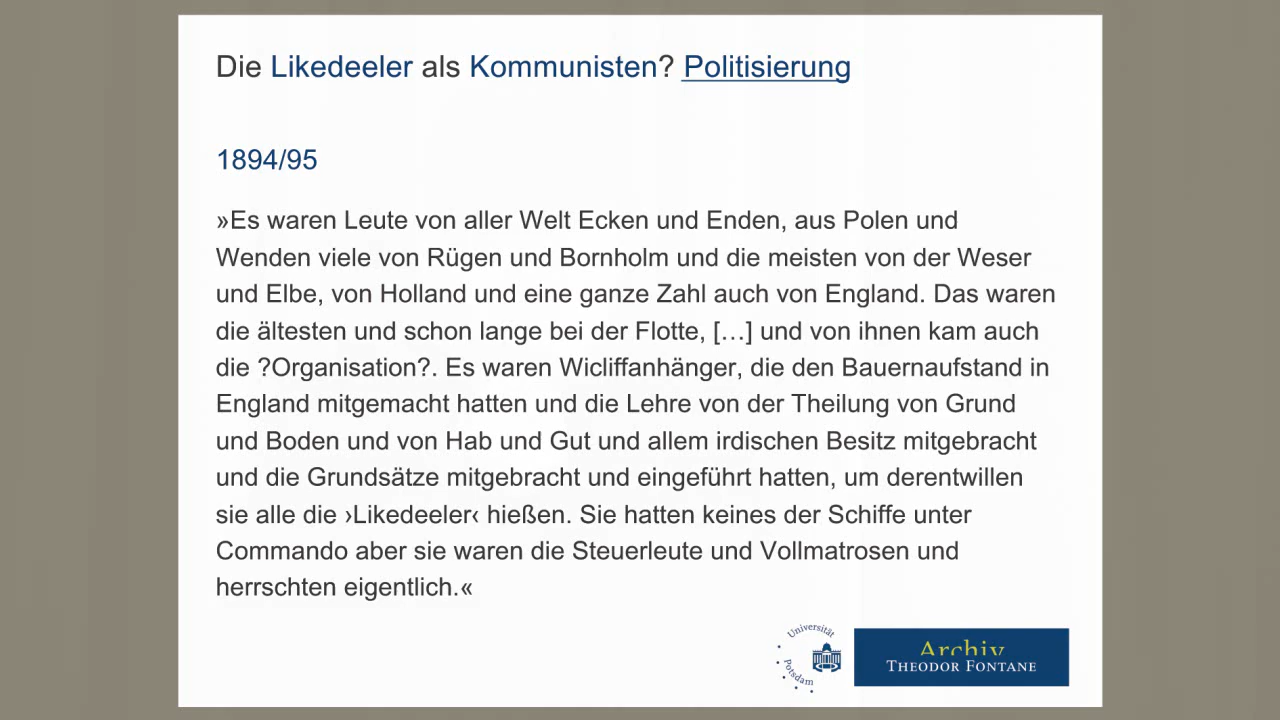 Die Likedeeler als Kommunisten? Politisierung
1894/95
»Es waren Leute von aller Welt Ecken und Enden, aus Polen und
Wenden viele von Rügen und Bornholm und die meisten von der Weser
und Elbe, von Holland und eine ganze Zahl auch von England. Das waren
die ältesten und schon lange bei der Flotte, […] und von ihnen kam auch
die ?Organisation?. Es waren Wicliffanhänger, die den Bauernaufstand in
England mitgemacht hatten und die Lehre von der Theilung von Grund
und Boden und von Hab und Gut und allem irdischen Besitz mitgebracht
und die Grundsätze mitgebracht und eingeführt hatten, um derentwillen
sie alle die ›Likedeeler‹ hießen. Sie hatten keines der Schiffe unter
Commando aber sie waren die Steuerleute und Vollmatrosen und
herrschten eigentlich.«
Universität
Potsdam
Archiv
THEODOR FONTANE